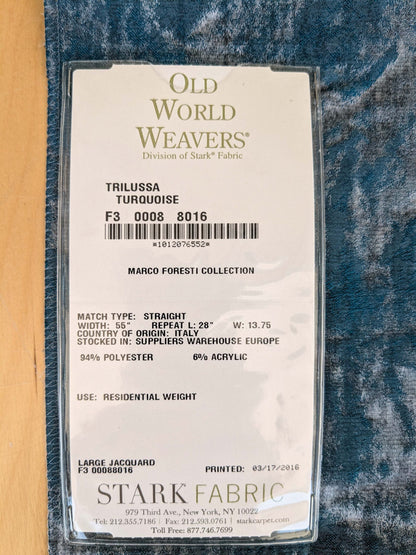 OLD
WORLD
WEAVERS®
Division of Stark® Fabric
TRILUSSA
TURQUOISE
F3 0008 8016
*1012076552*
MARCO FORESTI COLLECTION
MATCH TYPE: STRAIGHT
WIDTH: 55" REPEAT L: 28" W: 13.75
COUNTRY OF ORIGIN: ITALY
STOCKED IN: SUPPLIERS WAREHOUSE EUROPE
94% POLYESTER 6% ACRYLIC
USE: RESIDENTIAL WEIGHT
LARGE JACQUARD
F3 00088016 PRINTED: 03/17/2016
STARK FABRIC
979 Third Ave., New York, NY 10022
Tel: 212.355.7186 | Fax: 212.593.0761 | starkcarpet.com
Toll Free: 877.746.7699